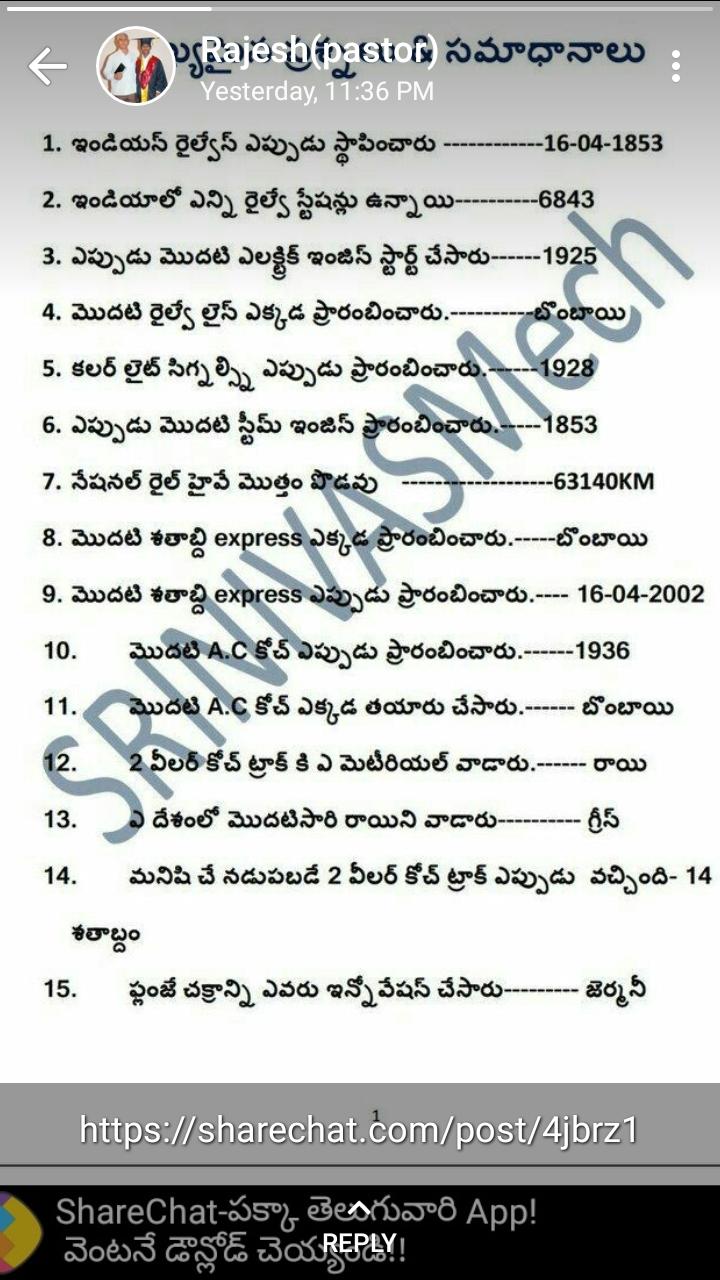 Rajesh(pastor) & సమాధానాలు
Yesterday, 11:36 PM
1. ఇండియస్ రైల్వేస్ ఎప్పుడు స్థాపించారు ------------16-04-1853
2. ఇండియాలో ఎన్ని రైల్వే స్టేషన్లు ఉన్నాయి----------6843
3. ఎప్పుడు మొదటి ఎలక్ట్రిక్ ఇంజిస్ స్టార్ట్ చేసారు------1925
4. మొదటి రైల్వే లైస్ ఎక్కడ ప్రారంబించారు.----------బొంబాయి
5. కలర్ లైట్ సిగ్నల్స్ని ఎప్పుడు ప్రారంబించారు.------1928
6. ఎప్పుడు మొదటి స్టీమ్ ఇంజిస్ ప్రారంబించారు.-----1853
7. నేషనల్ రైల్ హైవే మొత్తం పొడవు ------------------63140KM
8. మొదటి శతాబ్ది express ఎక్కడ ప్రారంబించారు.-----బొంబాయి
9. మొదటి శతాబ్ది express ఎప్పుడు ప్రారంబించారు.---- 16-04-2002
10. మొదటి A.C కోచ్ ఎప్పుడు ప్రారంబించారు.------1936
11. మొదటి A.C కోచ్ ఎక్కడ తయారు చేసారు.------ బొంబాయి
12. 2 వీలర్ కోచ్ ట్రాక్ కి ఎ మెటీరియల్ వాడారు.------ రాయి
13. ఎ దేశంలో మొదటిసారి రాయిని వాడారు---------- గ్రీస్
14. మనిషి చే నడుపబడే 2 వీలర్ కోచ్ ట్రాక్ ఎప్పుడు వచ్చింది- 14
శతాబ్దం
15. ఫ్లంజే చక్రాన్ని ఎవరు ఇన్నోవేషస్ చేసారు--------- జెర్మనీ
SRINIVASMech
1
https://sharechat.com/post/4jbrz1
ShareChat-పక్కా తెలుగువారి App!
వెంటనే డౌన్లోడ్ చెయ్యండి!!
REPLY